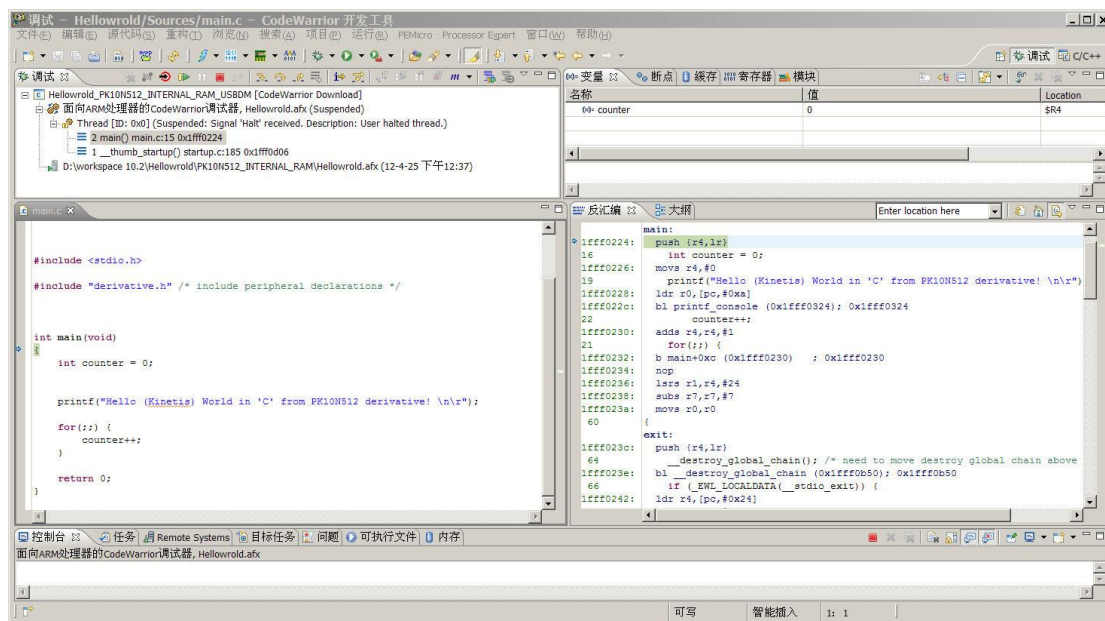 调试 - Hellowrold/Sources/main.c - CodeWarrior 开发工具
文件(F) 编辑(E) 源代码(S) 重构(T) 浏览(N) 搜索(A) 项目(P) 运行(R) PEMicro Processor Expert 窗口(W) 帮助(H)
调试 C/C++
调试
Hellowrold_PK10N512_INTERNAL_RAM_USBDM [CodeWarrior Download]
面向ARM处理器的CodeWarrior调试器, Hellowrold.afx (Suspended)
Thread [ID: 0x0] (Suspended: Signal 'Halt' received. Description: User halted thread.)
2 main() main.c:15 0x1fff0224
1 __thumb_startup() startup.c:185 0x1fff0d06
D:\workspace 10.2\Hellowrold\PK10N512_INTERNAL_RAM\Hellowrold.afx (12-4-25 下午12:37)
变量 断点 缓存 寄存器 模块
名称 值 Location
counter 0 $R4
main.c
#include <stdio.h>
#include "derivative.h" /* include peripheral declarations */
int main(void)
{
int counter = 0;
printf("Hello (Kinetis) World in 'C' from PK10N512 derivative! \n\r");
for(;;) {
counter++;
}
return 0;
}
反汇编 大纲 Enter location here
main:
1fff0224: push {r4,lr}
16 int counter = 0;
1fff0226: movs r4,#0
19 printf("Hello (Kinetis) World in 'C' from PK10N512 derivative! \n\r")
1fff0228: ldr r0,[pc,#0xa]
1fff022c: bl printf_console (0x1fff0324); 0x1fff0324
22 counter++;
1fff0230: adds r4,r4,#1
21 for(;;) {
1fff0232: b main+0xc (0x1fff0230) ; 0x1fff0230
1fff0234: nop
1fff0236: lsrs r1,r4,#24
1fff0238: subs r7,r7,#7
1fff023a: movs r0,r0
60 {
exit:
1fff023c: push {r4,lr}
64 __destroy_global_chain(); /* need to move destroy global chain above
1fff023e: bl __destroy_global_chain (0x1fff0b50); 0x1fff0b50
66 if (_EWL_LOCALDATA(__stdio_exit)) {
1fff0242: ldr r4,[pc,#0x24]
控制台 任务 Remote Systems 目标任务 问题 可执行文件 内存
面向ARM处理器的CodeWarrior调试器, Hellowrold.afx
可写 智能插入 1: 1